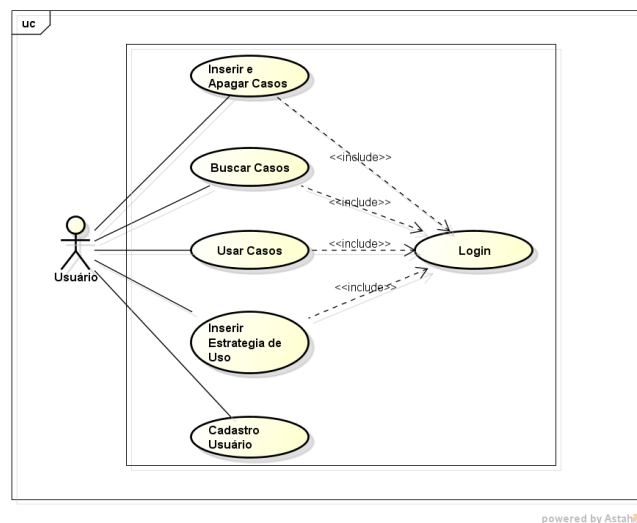 uc
Inserir e
Apagar Casos
<<include>>
Buscar Casos
<<include>>
Usar Casos
<<include>>
Login
Usuário
<<include>>
Inserir
Estrategia de
Uso
Cadastro
Usuário
powered by Astah